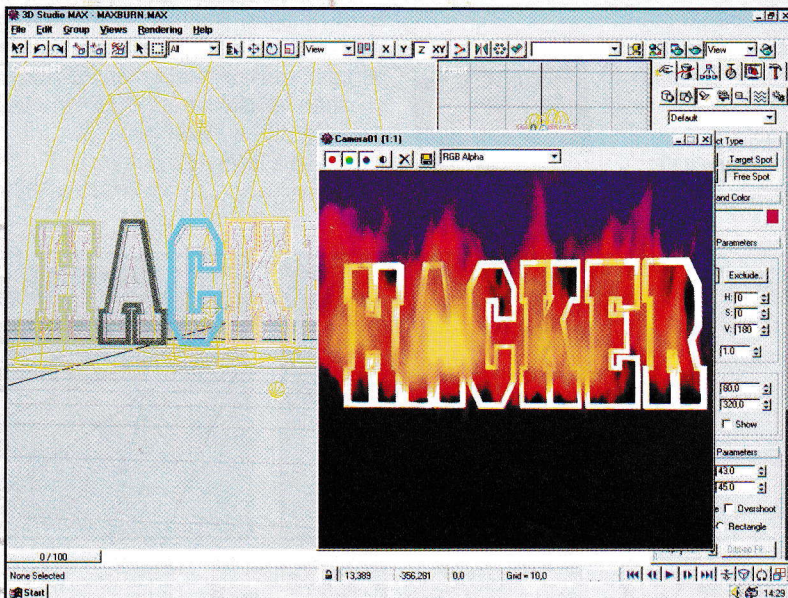 3D Studio MAX - MAXBURN.MAX
File Edit Group Views Rendering Help
All
View
X Y Z XY
View
Default
Camera01 (1:1)
RGB Alpha
ct Type
Target Spot
Free Spot
and Color
Parameters
Exclude..
H: 0
S: 0
V: 180
1.0
80.0
320.0
Show
Parameters
43.0
45.0
Overshoot
Rectangle
HACK
HACKER
0 / 100
None Selected
13,389 -356,281 0,0 Grid = 10,0
Start
14:29